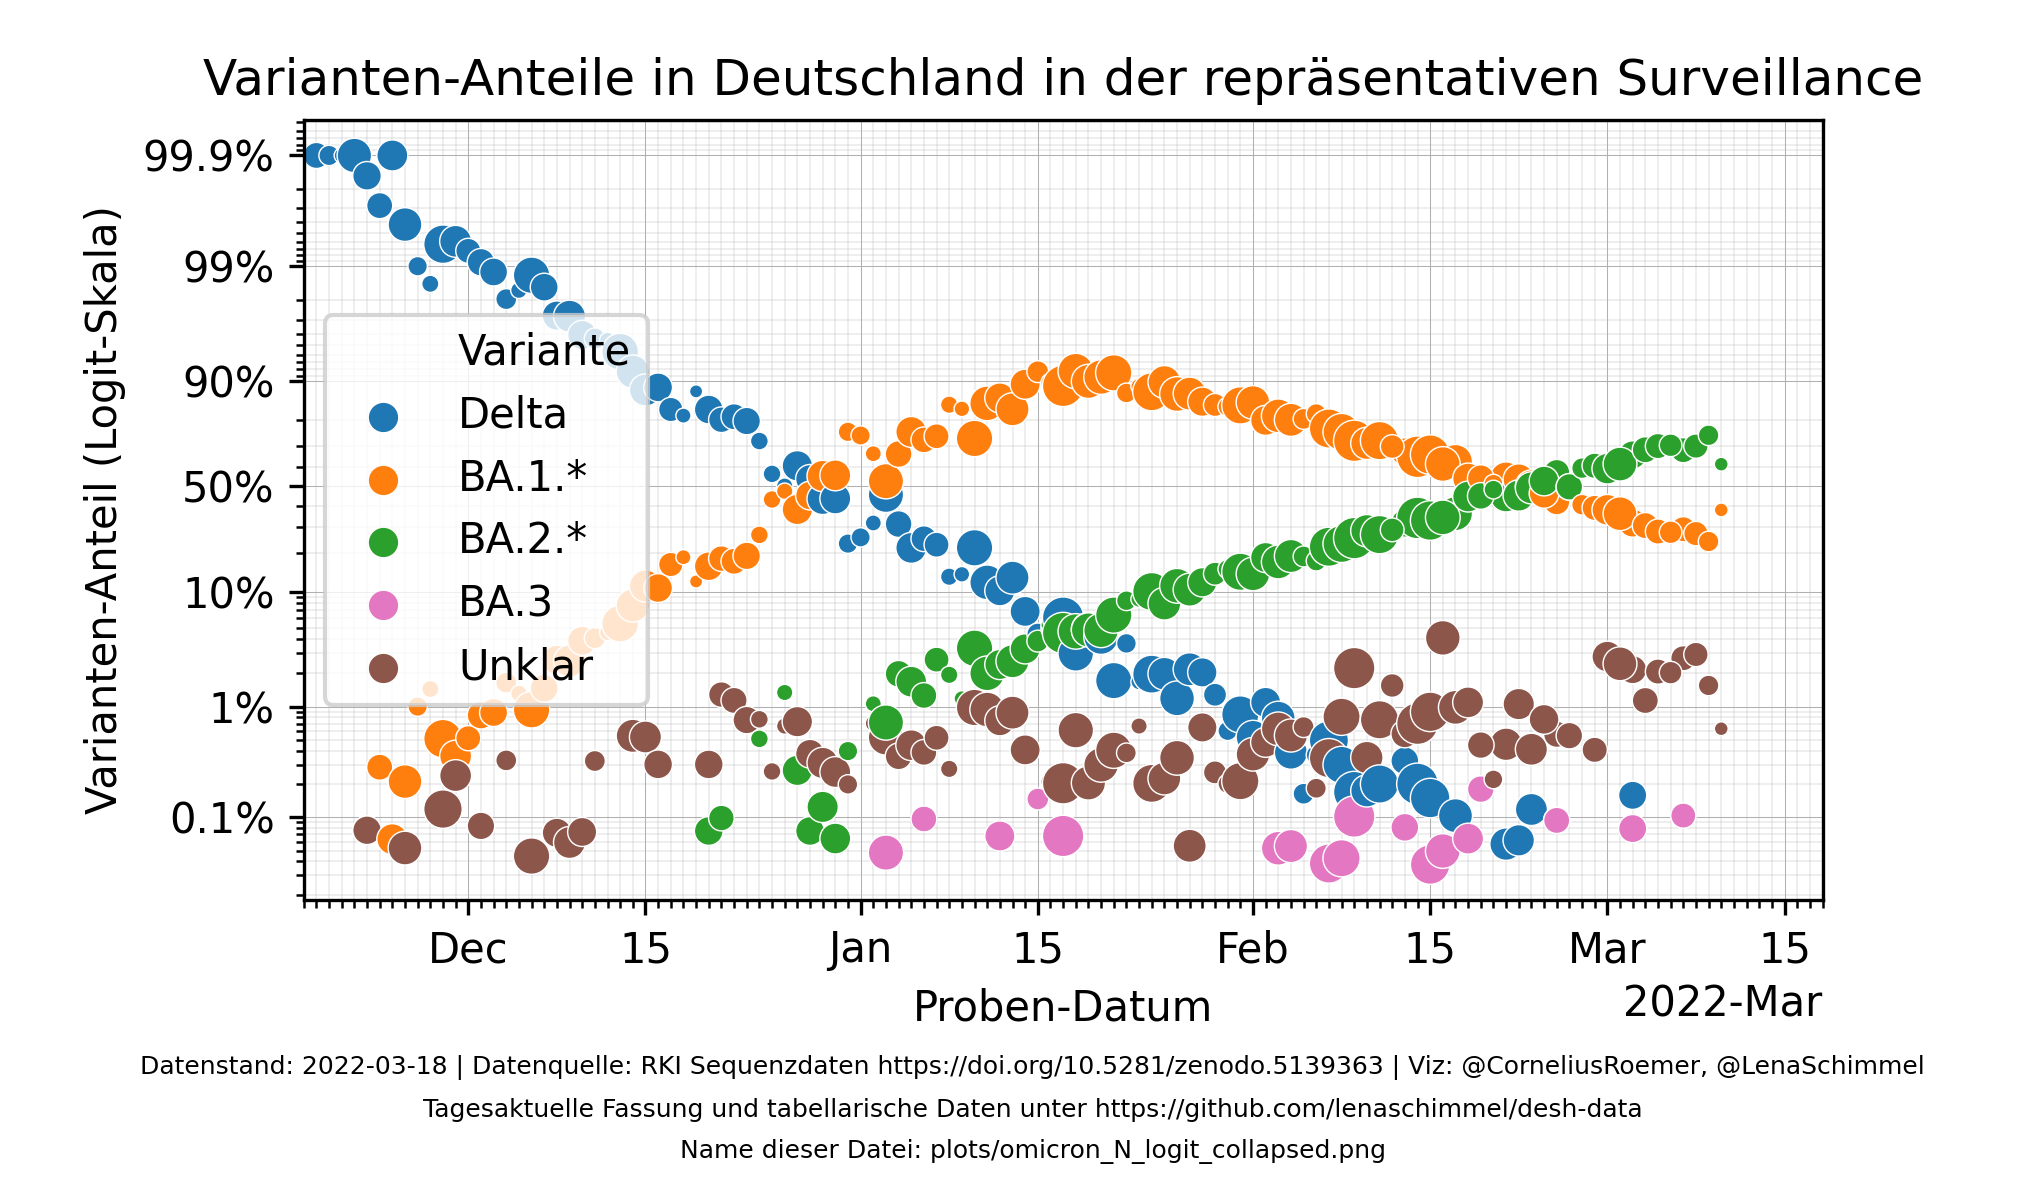 Varianten-Anteile in Deutschland in der repräsentativen Surveillance
Varianten-Anteil (Logit-Skala)
99.9%
99%
90%
50%
10%
1%
0.1%
Variante
Delta
BA.1.*
BA.2.*
BA.3
Unklar
Dec 15 Jan 15 Feb 15 Mar 15
Proben-Datum
2022-Mar
Datenstand: 2022-03-18 | Datenquelle: RKI Sequenzdaten https://doi.org/10.5281/zenodo.5139363 | Viz: @CorneliusRoemer, @LenaSchimmel
Tagesaktuelle Fassung und tabellarische Daten unter https://github.com/lenaschimmel/desh-data
Name dieser Datei: plots/omicron_N_logit_collapsed.png